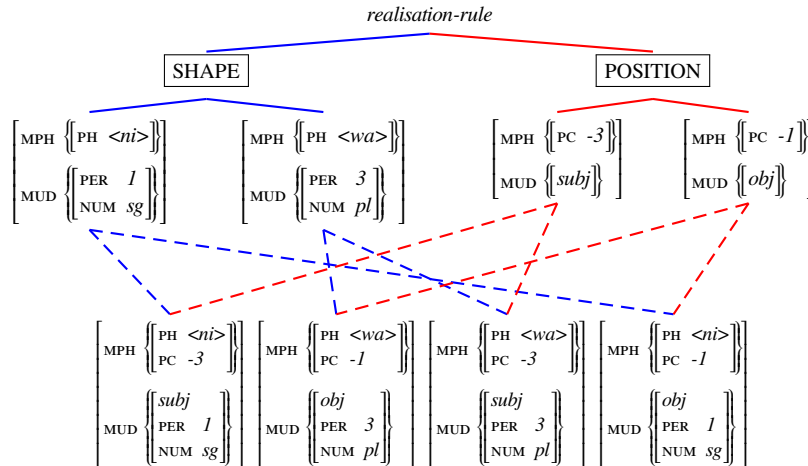 realisation-rule
SHAPE POSITION
MPH {[PH <ni>]} MPH {[PH <wa>]} MPH {[PC -3]} MPH {[PC -1]}
MUD {[PER 1 NUM sg]} MUD {[PER 3 NUM pl]} MUD {[subj]} MUD {[obj]}
MPH {[PH <ni> PC -3]} MPH {[PH <wa> PC -1]} MPH {[PH <wa> PC -3]} MPH {[PH <ni> PC -1]}
MUD {[subj PER 1 NUM sg]} MUD {[obj PER 3 NUM pl]} MUD {[subj PER 3 NUM pl]} MUD {[obj PER 1 NUM sg]}